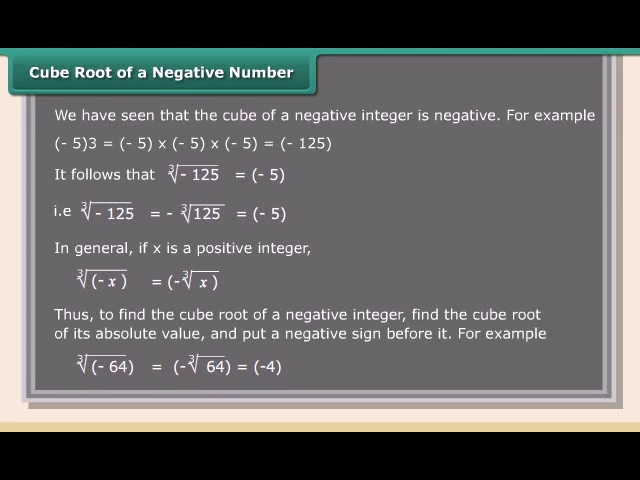 Cube Root of a Negative Number
We have seen that the cube of a negative integer is negative. For example
(- 5)3 = (- 5) x (- 5) x (- 5) = (- 125)
It follows that ∛- 125 = (- 5)
i.e ∛- 125 = - ∛125 = (- 5)
In general, if x is a positive integer,
∛(- x ) = (-∛ x )
Thus, to find the cube root of a negative integer, find the cube root
of its absolute value, and put a negative sign before it. For example
∛(- 64) = (-∛ 64) = (-4)